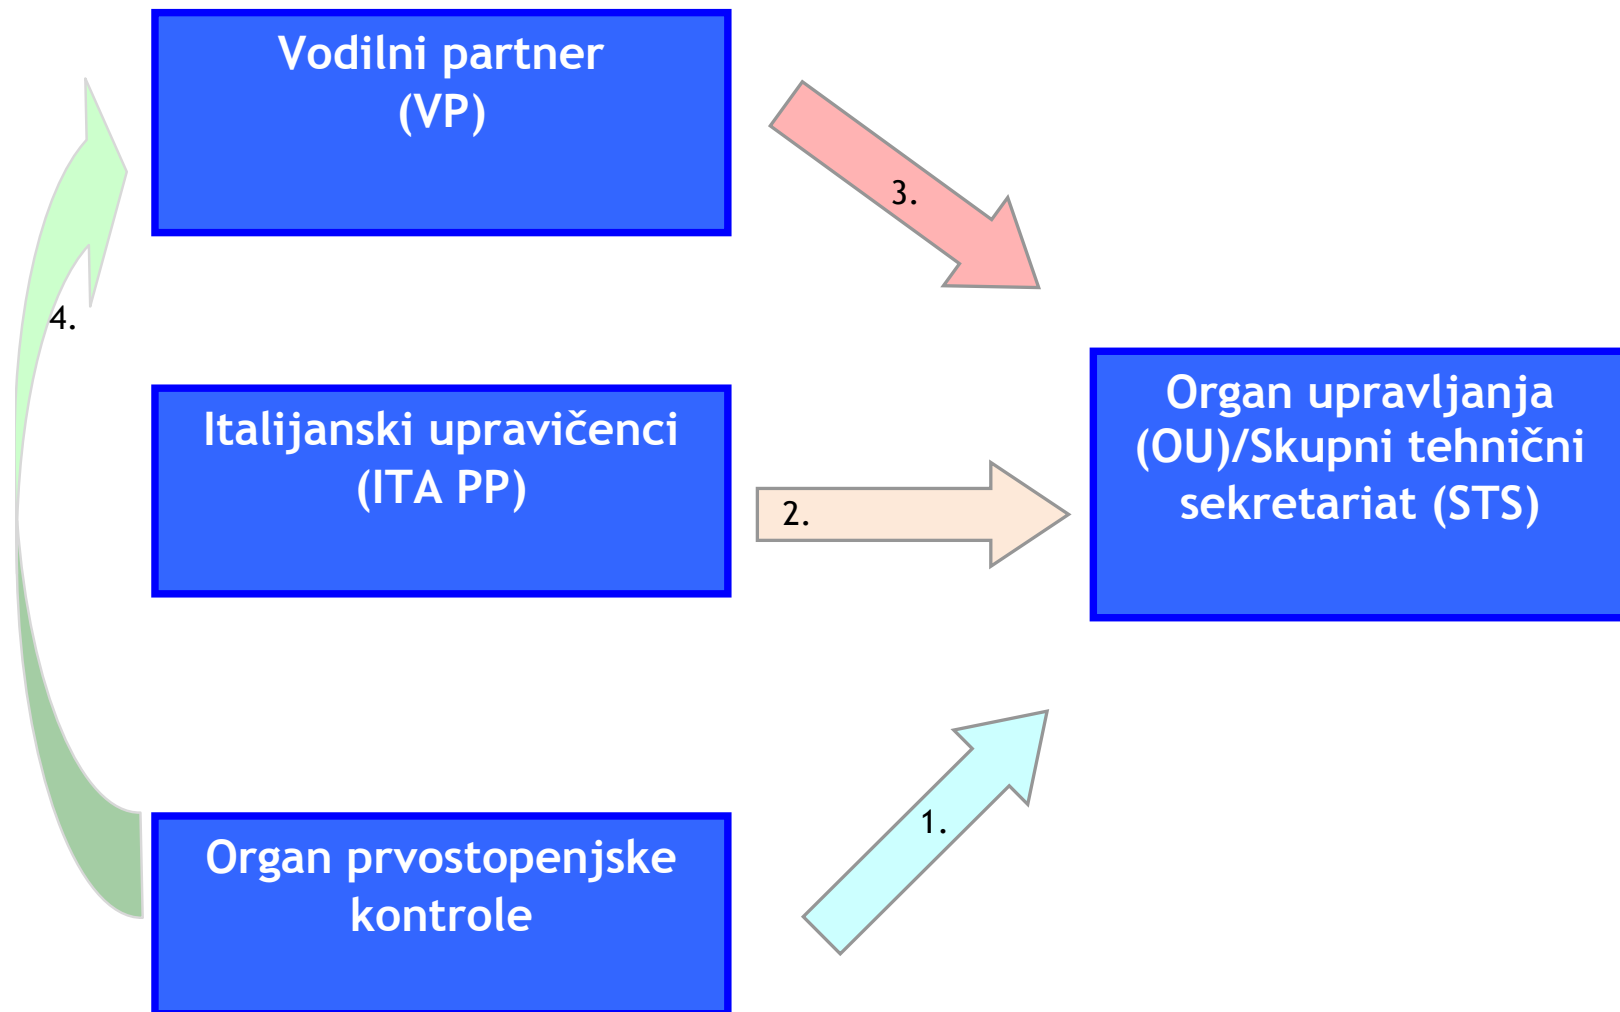 Vodilni partner
(VP)
3.
4.
Italijanski upravičenci
(ITA PP)
2.
Organ upravljanja
(OU)/Skupni tehnični
sekretariat (STS)
1.
Organ prvostopenjske
kontrole